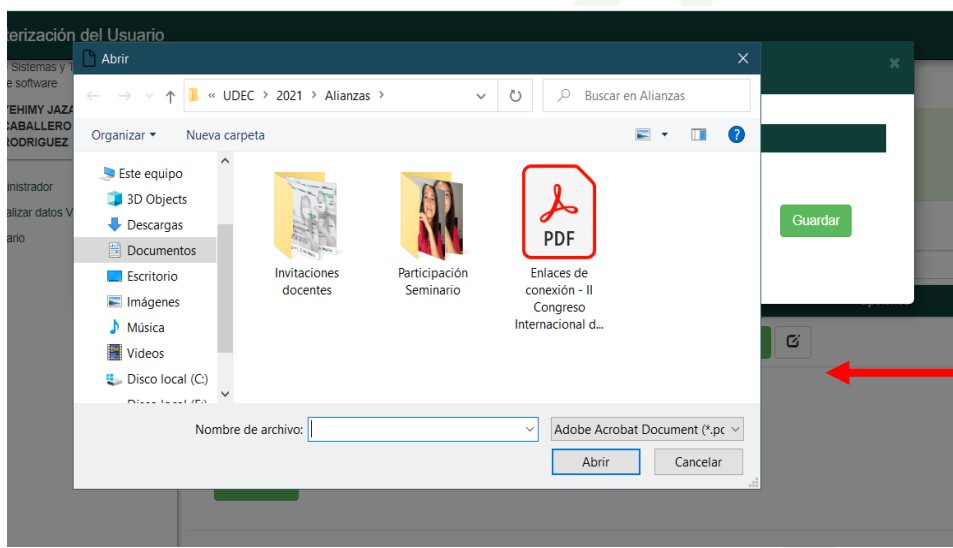 erización del Usuario
Abrir
Sistemas y T
e software
YEHIMY JAZA
CABALLERO
RODRIGUEZ
inistrador
alizar datos V
ario
« UDEC > 2021 > Alianzas >
Buscar en Alianzas
Organizar
Nueva carpeta
Este equipo
3D Objects
Descargas
Documentos
Escritorio
Imágenes
Música
Videos
Disco local (C:)
Invitaciones
docentes
Participación
Seminario
PDF
Enlaces de
conexión - II
Congreso
Internacional d...
Guardar
Nombre de archivo:
Adobe Acrobat Document (*.pc
Abrir
Cancelar